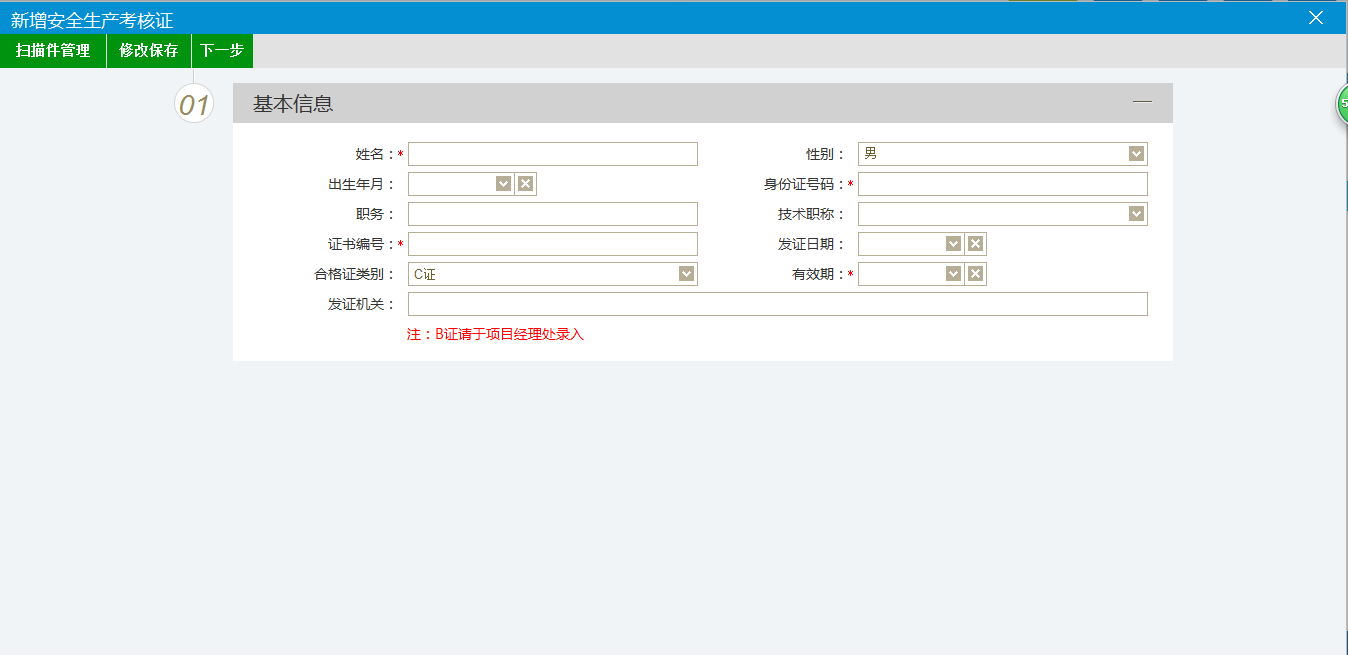 新增安全生产考核证
扫描件管理 修改保存 下一步
01 基本信息
姓名：* 性别： 男
出生年月： 身份证号码：*
职务： 技术职称：
证书编号：* 发证日期：
合格证类别： C证 有效期：*
发证机关：
注：B证请于项目经理处录入